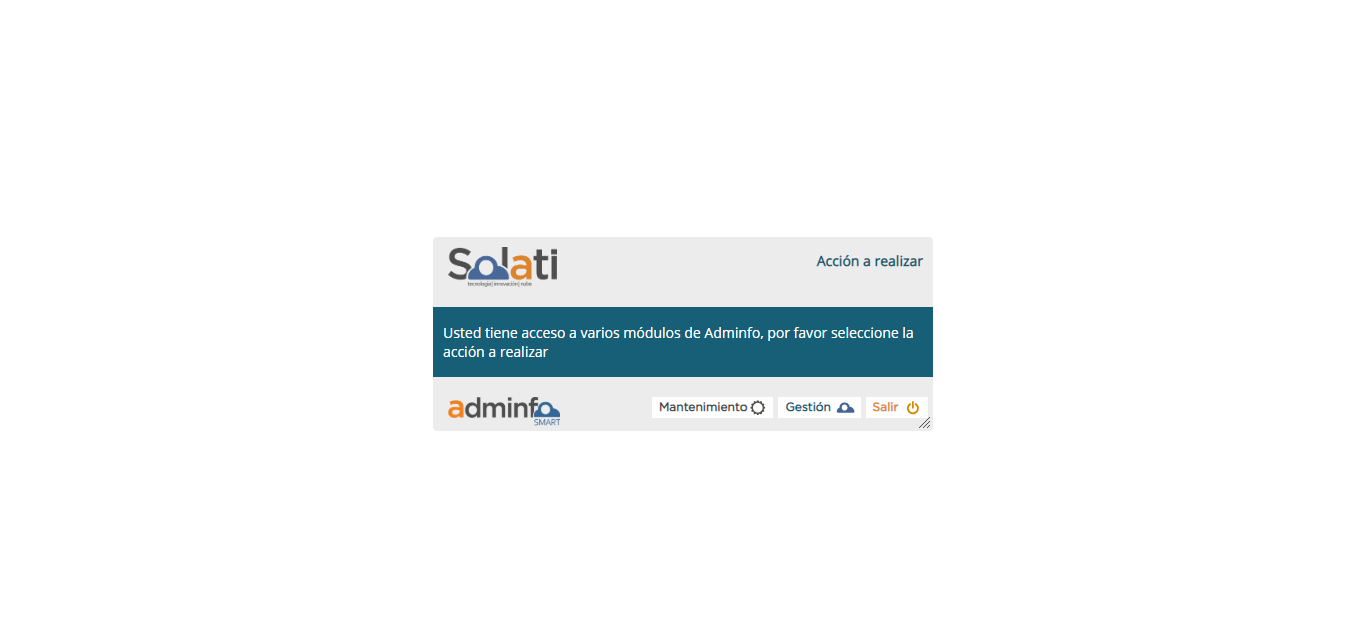 Solati
tecnología| innovación| nube
Acción a realizar
Usted tiene acceso a varios módulos de Adminfo, por favor seleccione la
acción a realizar
adminfo
SMART
Mantenimiento
Gestión
Salir